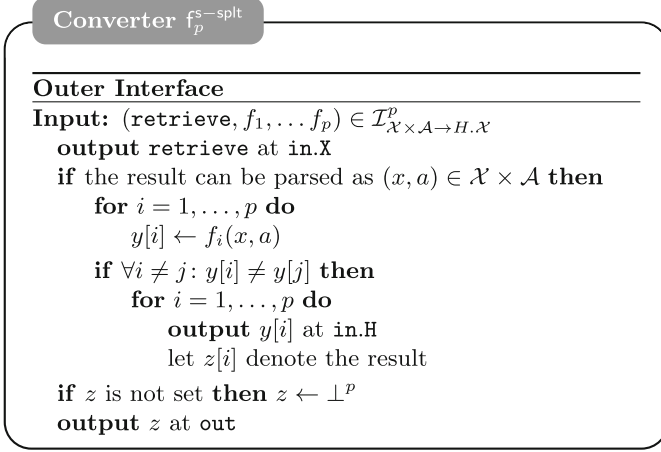 Converter f_p^{s-splt}
Outer Interface
Input: (retrieve, f_1, … f_p) ∈ 𝓘^p_{𝒳×𝒜→H.𝒳}
output retrieve at in.X
if the result can be parsed as (x, a) ∈ 𝒳 × 𝒜 then
for i = 1, …, p do
y[i] ← f_i(x, a)
if ∀i ≠ j: y[i] ≠ y[j] then
for i = 1, …, p do
output y[i] at in.H
let z[i] denote the result
if z is not set then z ← ⊥^p
output z at out